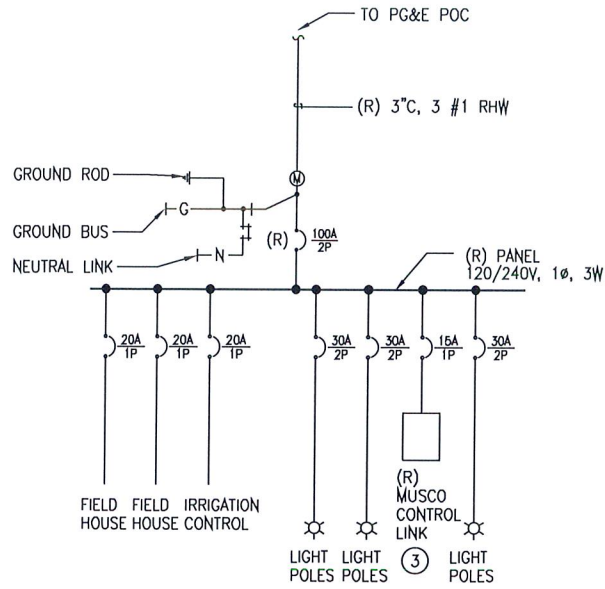 TO PG&E POC
(R) 3"C, 3 #1 RHW
M
GROUND ROD
G
GROUND BUS
(R)
100A
2P
N
NEUTRAL LINK
(R) PANEL
120/240V, 1ø, 3W
20A
1P
20A
1P
20A
1P
30A
2P
30A
2P
15A
1P
30A
2P
FIELD
HOUSE
FIELD
HOUSE
IRRIGATION
CONTROL
LIGHT
POLES
LIGHT
POLES
(R)
MUSCO
CONTROL
LINK
3
LIGHT
POLES